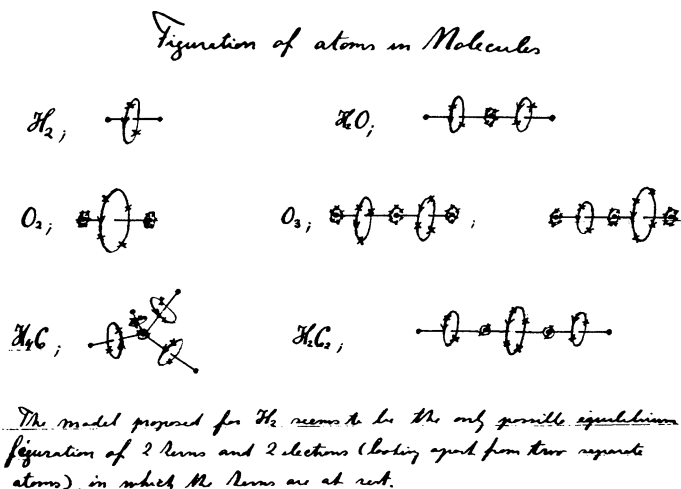 Figuration of atoms in Molecules
H₂; H₂O;
O₂; O₃; ;
H₄C; H₂C₂;
The model proposed for H₂ seems to be the only possible equilibrium
figuration of 2 kerns and 2 elections (looking apart from two separate
atoms) in which the kerns are at rest.